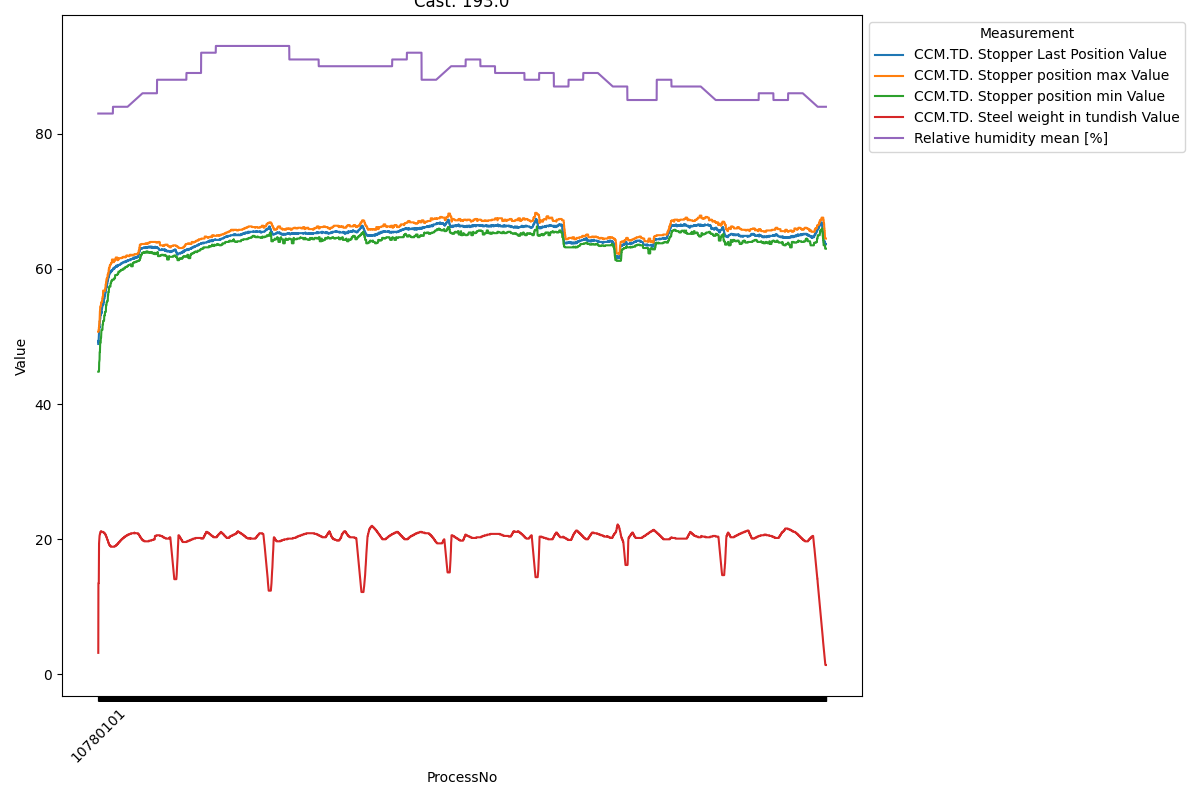 Cast: 193.0
Measurement
CCM.TD. Stopper Last Position Value
CCM.TD. Stopper position max Value
CCM.TD. Stopper position min Value
CCM.TD. Steel weight in tundish Value
Relative humidity mean [%]
80
60
40
20
0
Value
10780101
ProcessNo